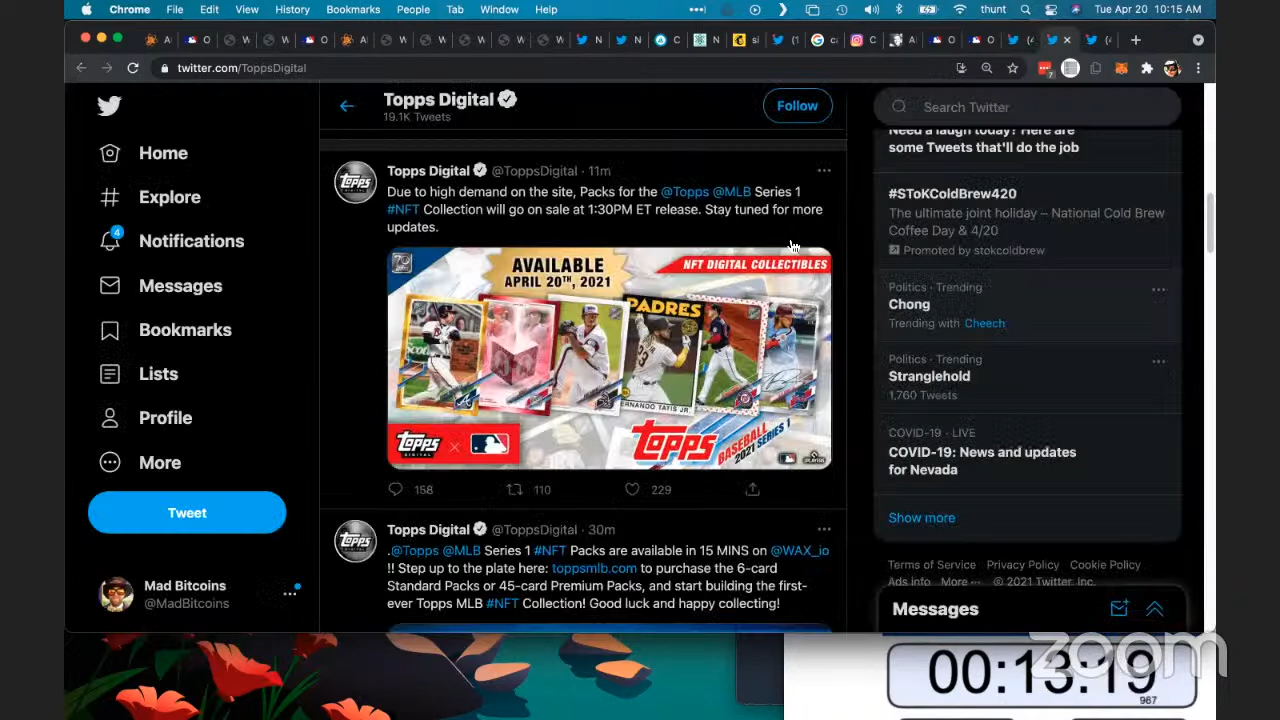 Chrome File Edit View History Bookmarks People Tab Window Help thunt Tue Apr 20 10:15 AM
twitter.com/ToppsDigital
Topps Digital
19.1K Tweets
Follow
Search Twitter
Home
Explore
4
Notifications
Messages
Bookmarks
Lists
Profile
More
Tweet
Mad Bitcoins
@MadBitcoins
Topps Digital @ToppsDigital · 11m
Due to high demand on the site, Packs for the @Topps @MLB Series 1
#NFT Collection will go on sale at 1:30PM ET release. Stay tuned for more
updates.
AVAILABLE
APRIL 20TH, 2021
NFT DIGITAL COLLECTIBLES
PADRES
ERNANDO TATIS JR.
Topps
DIGITAL
x
Topps
BASEBALL
2021 SERIES 1
158 110 229
Topps Digital @ToppsDigital · 30m
.@Topps @MLB Series 1 #NFT Packs are available in 15 MINS on @WAX_io
!! Step up to the plate here: toppsmlb.com to purchase the 6-card
Standard Packs or 45-card Premium Packs, and start building the first-
ever Topps MLB #NFT Collection! Good luck and happy collecting!
Need a laugh today? Here are
some Tweets that'll do the job
#SToKColdBrew420
The ultimate joint holiday – National Cold Brew
Coffee Day & 4/20
Promoted by stokcoldbrew
Politics · Trending
Chong
Trending with Cheech
Politics · Trending
Stranglehold
1,760 Tweets
COVID-19 · LIVE
COVID-19: News and updates
for Nevada
Show more
Terms of Service Privacy Policy Cookie Policy
Ads info More ··· © 2021 Twitter, Inc.
Messages
zoom
00:13:19
987